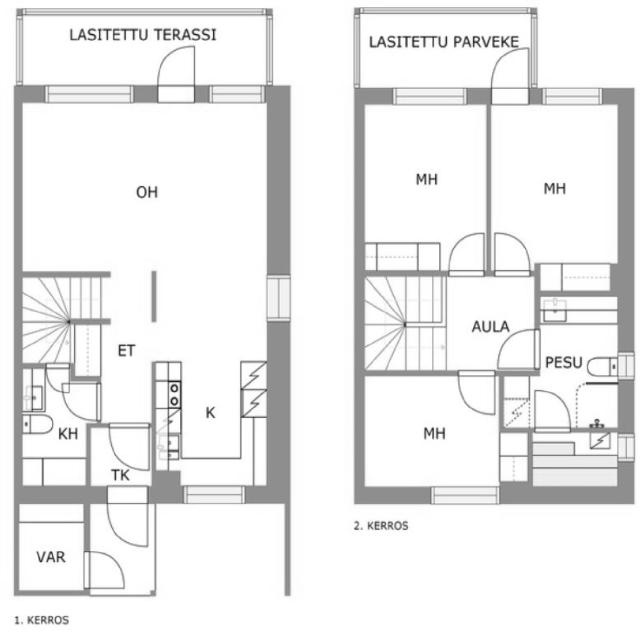 LASITETTU TERASSI
OH
ET
K
KH
TK
VAR
1. KERROS
LASITETTU PARVEKE
MH
MH
AULA
PESU
MH
2. KERROS